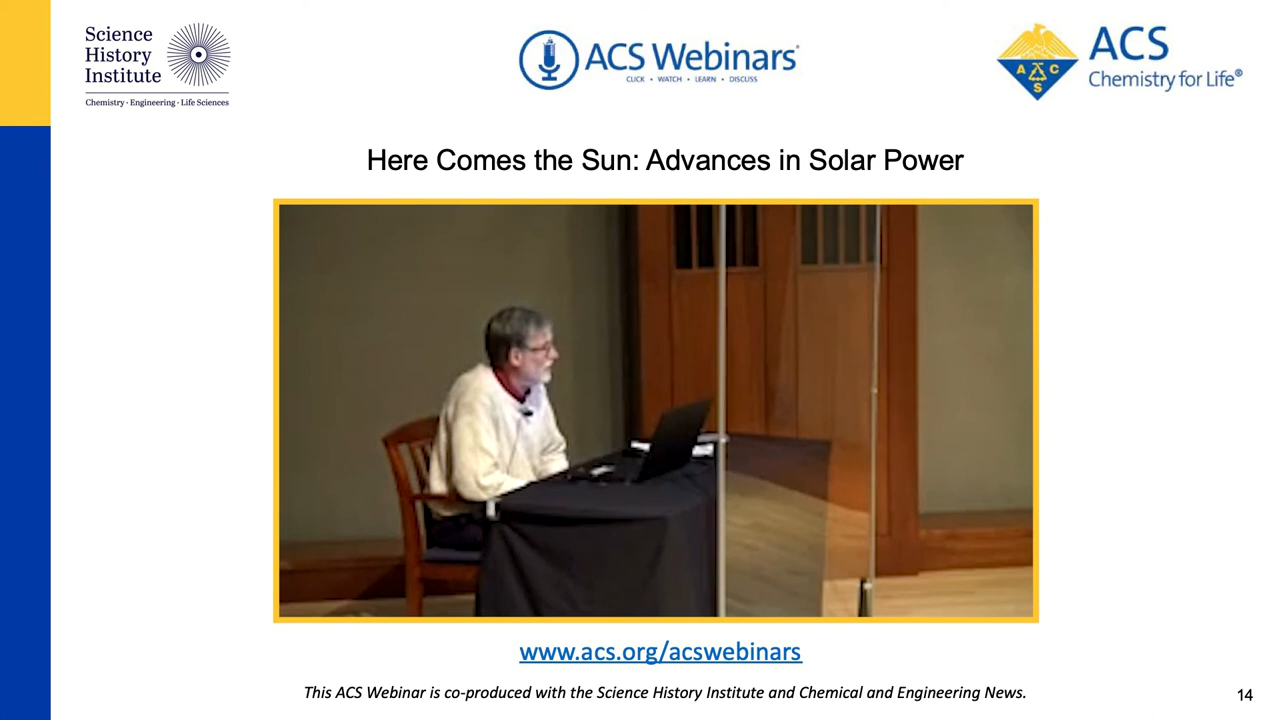 Science
History
Institute
Chemistry · Engineering · Life Sciences
ACS Webinars®
CLICK • WATCH • LEARN • DISCUSS
A C S
ACS
Chemistry for Life®
Here Comes the Sun: Advances in Solar Power
www.acs.org/acswebinars
This ACS Webinar is co-produced with the Science History Institute and Chemical and Engineering News.
14